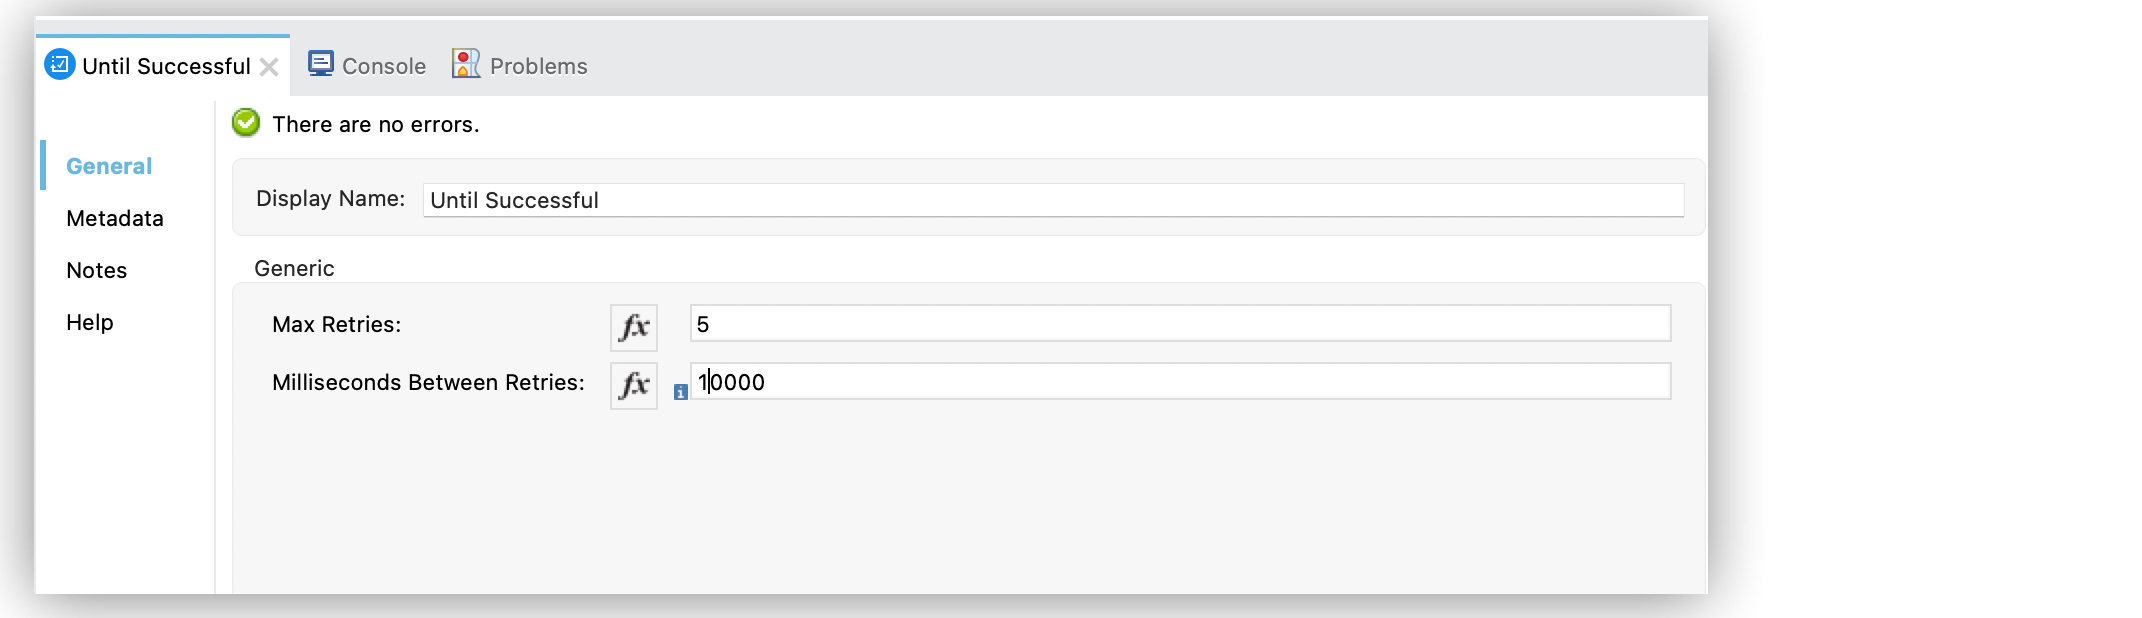 Until Successful Console Problems
There are no errors.
General
Metadata
Notes
Help
Display Name: Until Successful
Generic
Max Retries: fx 5
Milliseconds Between Retries: fx i 10000